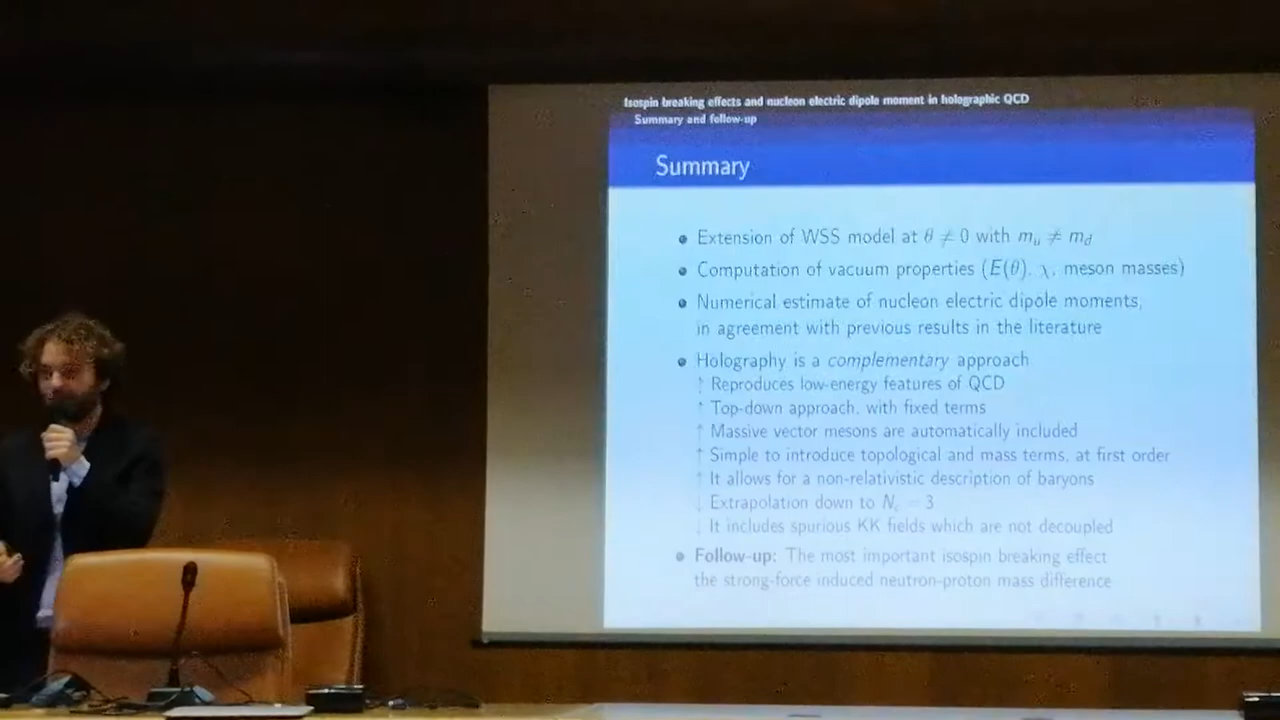 Isospin breaking effects and nucleon electric dipole moment in holographic QCD
Summary and follow-up
Summary
Extension of WSS model at θ ≠ 0 with m_u ≠ m_d
Computation of vacuum properties (E(θ), χ, meson masses)
Numerical estimate of nucleon electric dipole moments,
in agreement with previous results in the literature
Holography is a complementary approach
↑ Reproduces low-energy features of QCD
↑ Top-down approach, with fixed terms
↑ Massive vector mesons are automatically included
↑ Simple to introduce topological and mass terms, at first order
↑ It allows for a non-relativistic description of baryons
↓ Extrapolation down to N_c = 3
↓ It includes spurious KK fields which are not decoupled
Follow-up: The most important isospin breaking effect
the strong-force induced neutron-proton mass difference